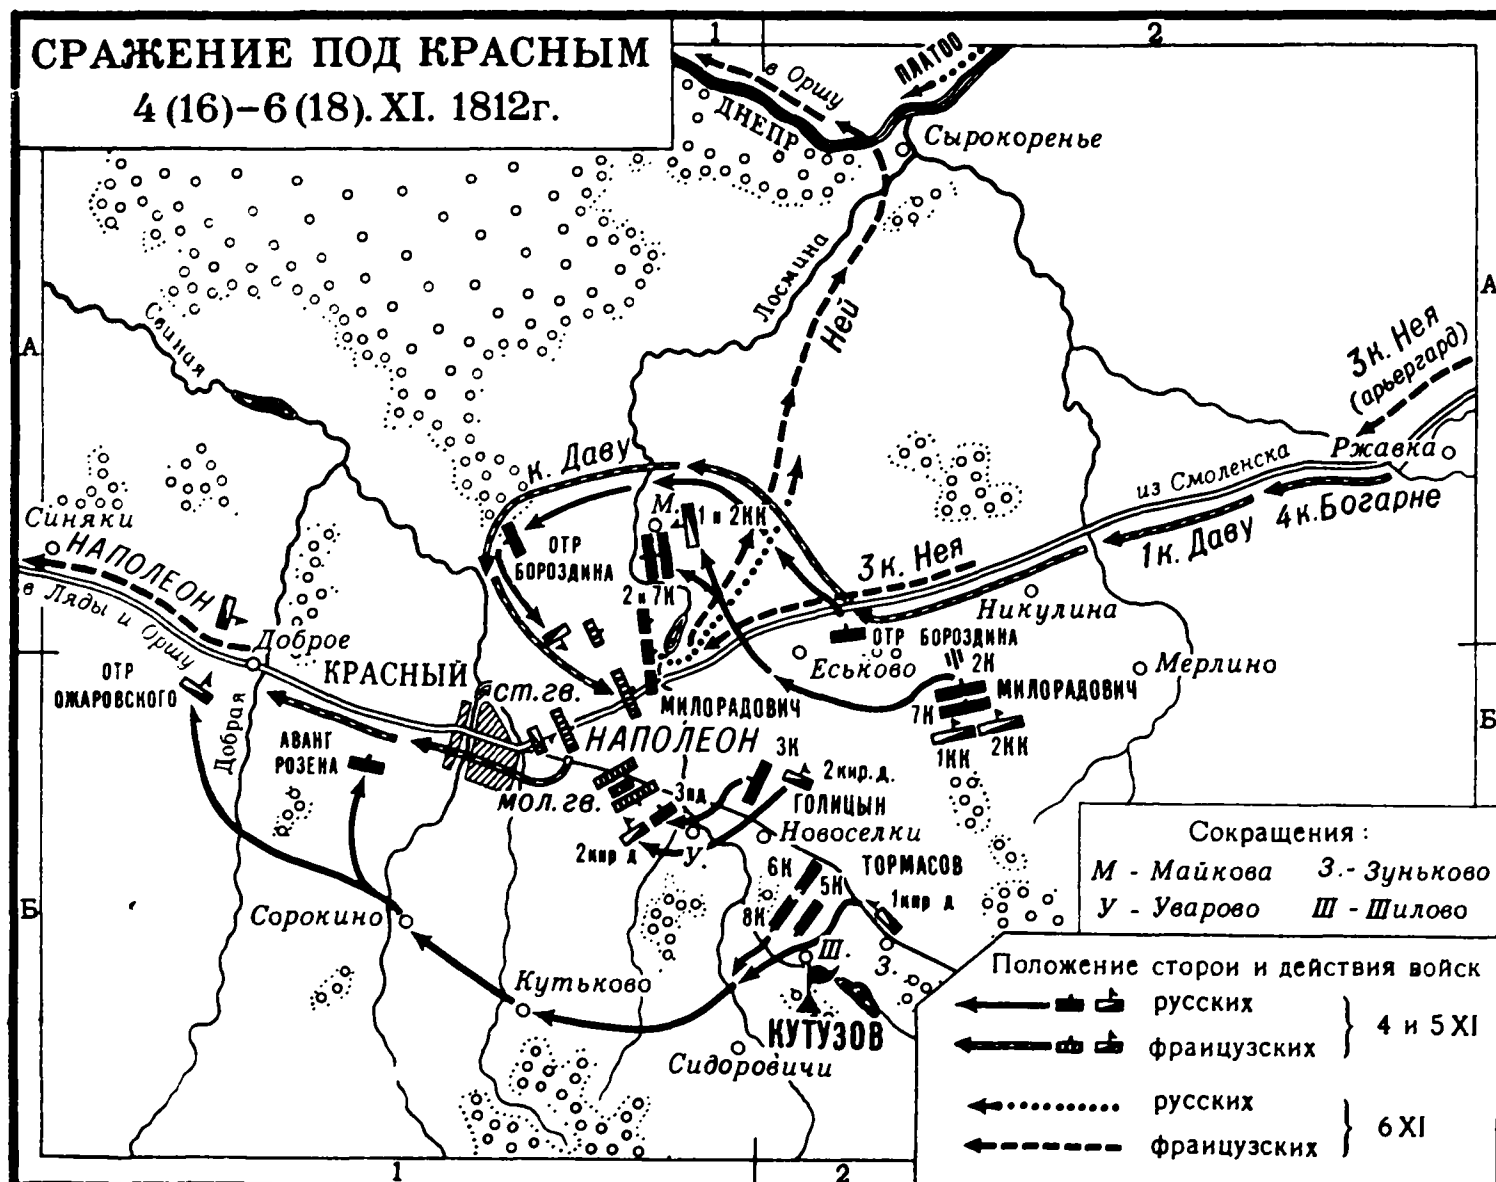 СРАЖЕНИЕ ПОД КРАСНЫМ
4 (16)–6 (18). XI. 1812г.
1
2
в Оршу
ПЛАТОО
ДНЕПР
Сырокоренье
Лосмина
Ней
Свиная
А
А
3к. Нея
(арьергард)
Ржавка
из Смоленска
4к. Богарне
1к. Даву
к. Даву
М.
1 и 2КК
ОТР
БОРОЗДИНА
2 и 7К
3к. Нея
Никулина
Синяки
НАПОЛЕОН
в Ляды и Оршу
Доброе
ОТР
ОЖАРОВСКОГО
КРАСНЫЙ
ст.гв.
МИЛОРАДОВИЧ
Еськово
ОТР БОРОЗДИНА
2К
МИЛОРАДОВИЧ
7К
1КК
2КК
Мерлино
Добрая
АВАНГ
РОЗЕНА
НАПОЛЕОН
мол. гв.
3К
2кир. д.
ГОЛИЦЫН
3пд
2кир д
У.
Новоселки
Б
Б
ТОРМАСОВ
6К
5К
8К
1кир д
Ш.
З.
Сорокино
Кутьково
КУТУЗОВ
Сидоровичи
Сокращения :
М - Майкова З.- Зуньково
У - Уварово Ш - Шилово
Положение сторон и действия войск
русских
французских
4 и 5 XI
русских
французских
6 XI
1
2